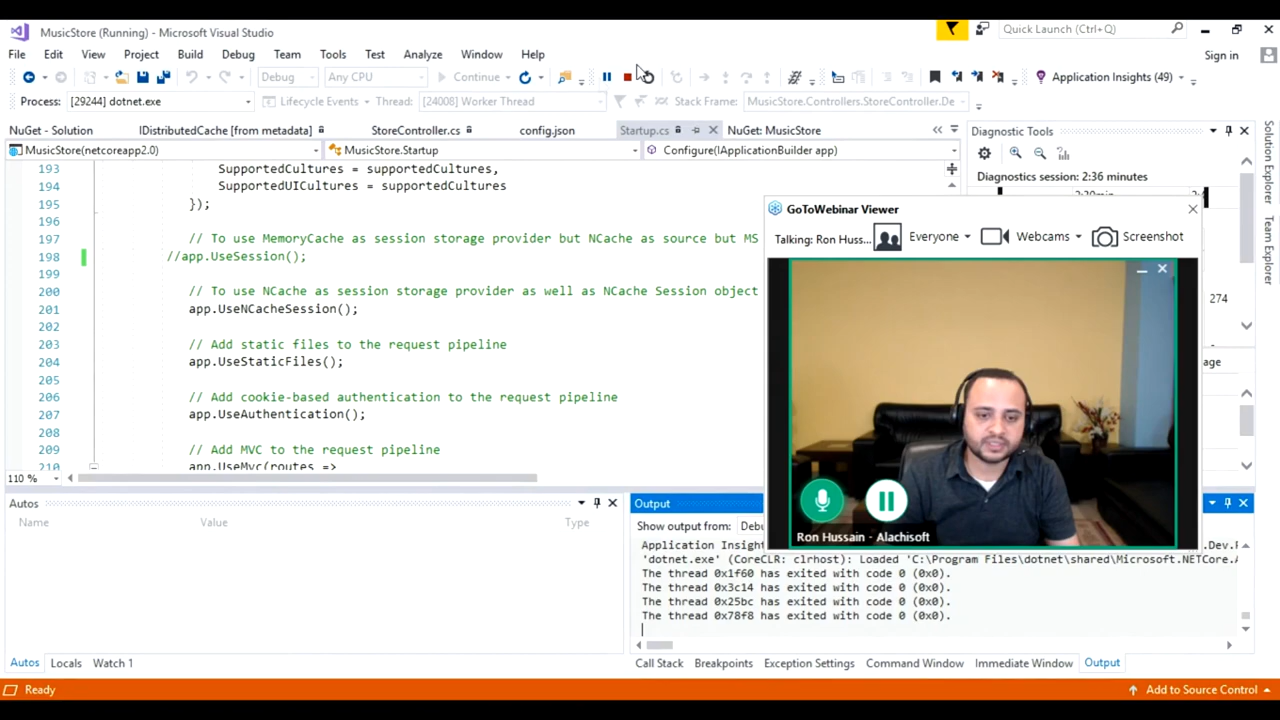 MusicStore (Running) - Microsoft Visual Studio
Quick Launch (Ctrl+Q)
File Edit View Project Build Debug Team Tools Test Analyze Window Help
Sign in
Debug Any CPU Continue Application Insights (49)
Process: [29244] dotnet.exe Lifecycle Events Thread: [24008] Worker Thread Stack Frame: MusicStore.Controllers.StoreController.De
NuGet - Solution IDistributedCache [from metadata] StoreController.cs config.json Startup.cs NuGet: MusicStore
Diagnostic Tools
MusicStore(netcoreapp2.0) MusicStore.Startup Configure(IApplicationBuilder app)
Diagnostics session: 2:36 minutes
Solution Explorer
Team Explorer
193 SupportedCultures = supportedCultures,
194 SupportedUICultures = supportedCultures
195 });
196
197 // To use MemoryCache as session storage provider but NCache as source but MS
198 //app.UseSession();
199
200 // To use NCache as session storage provider as well as NCache Session object
201 app.UseNCacheSession();
202
203 // Add static files to the request pipeline
204 app.UseStaticFiles();
205
206 // Add cookie-based authentication to the request pipeline
207 app.UseAuthentication();
208
209 // Add MVC to the request pipeline
210 app.UseMvc(routes =>
110 %
GoToWebinar Viewer
Talking: Ron Huss... Everyone Webcams Screenshot
274
age
Ron Hussain - Alachisoft
Autos
Name Value Type
Output
Show output from: Debu
Application Insigh
'dotnet.exe' (CoreCLR: clrhost): Loaded 'C:\Program Files\dotnet\shared\Microsoft.NETCore.A
The thread 0x1f60 has exited with code 0 (0x0).
The thread 0x3c14 has exited with code 0 (0x0).
The thread 0x25bc has exited with code 0 (0x0).
The thread 0x78f8 has exited with code 0 (0x0).
Autos Locals Watch 1
Call Stack Breakpoints Exception Settings Command Window Immediate Window Output
Ready
Add to Source Control